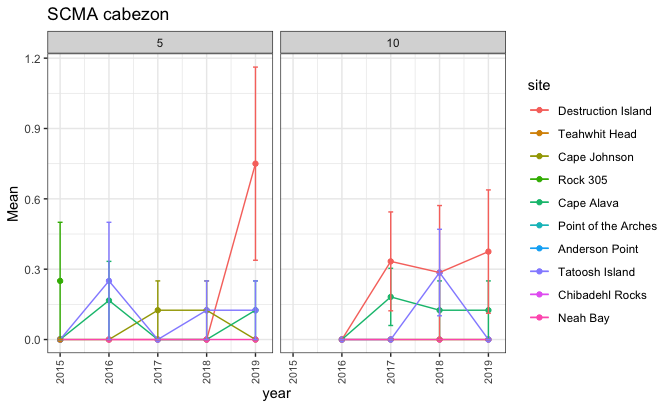 SCMA cabezon
5
10
1.2
0.9
0.6
0.3
0.0
Mean
2015
2016
2017
2018
2019
2015
2016
2017
2018
2019
year
site
Destruction Island
Teahwhit Head
Cape Johnson
Rock 305
Cape Alava
Point of the Arches
Anderson Point
Tatoosh Island
Chibadehl Rocks
Neah Bay